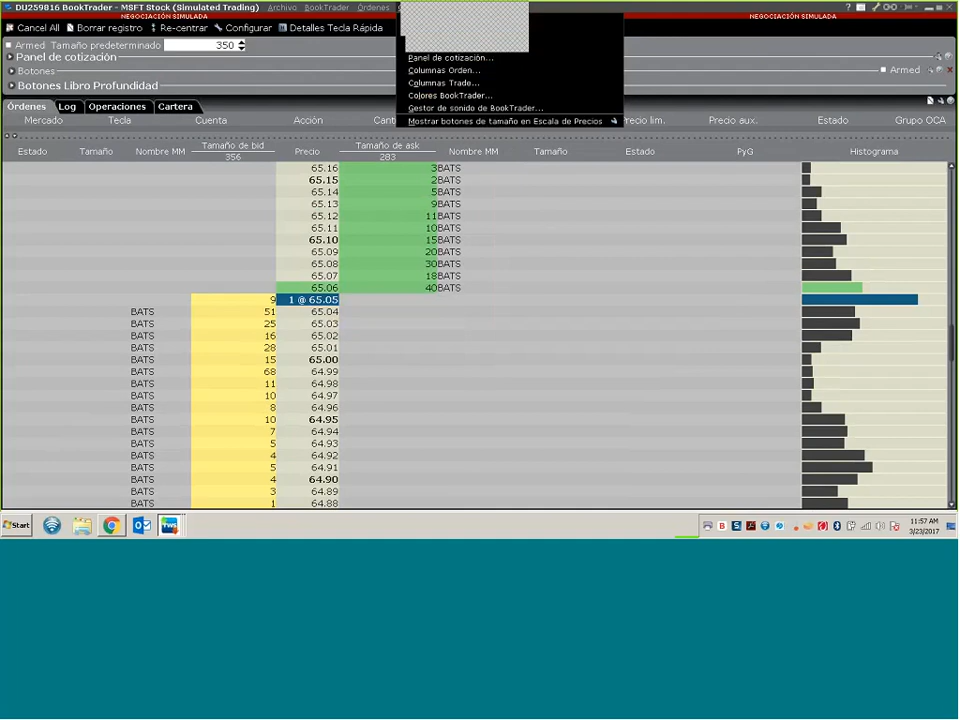 DU259816 BookTrader - MSFT Stock (Simulated Trading) Archivo BookTrader Órdenes
NEGOCIACIÓN SIMULADA NEGOCIACIÓN SIMULADA
Cancel All Borrar registro Re-centrar Configurar Detalles Tecla Rápida
Armed Tamaño predeterminado 350
Panel de cotización
Botones Armed
Botones Libro Profundidad
Panel de cotización...
Columnas Orden...
Columnas Trade...
Colores BookTrader...
Gestor de sonido de BookTrader...
Mostrar botones de tamaño en Escala de Precios
Órdenes Log Operaciones Cartera
Mercado Tecla Cuenta Acción Cant Precio lim. Precio aux. Estado Grupo OCA
Estado Tamaño Nombre MM Tamaño de bid Precio Tamaño de ask Nombre MM Tamaño Estado PyG Histograma
356 283
65.16 3 BATS
65.15 2 BATS
65.14 5 BATS
65.13 9 BATS
65.12 11 BATS
65.11 10 BATS
65.10 15 BATS
65.09 20 BATS
65.08 30 BATS
65.07 18 BATS
65.06 40 BATS
9 1 @ 65.05
BATS 51 65.04
BATS 25 65.03
BATS 16 65.02
BATS 28 65.01
BATS 15 65.00
BATS 68 64.99
BATS 11 64.98
BATS 10 64.97
BATS 8 64.96
BATS 10 64.95
BATS 7 64.94
BATS 5 64.93
BATS 4 64.92
BATS 5 64.91
BATS 4 64.90
BATS 3 64.89
BATS 1 64.88
Start TWS 11:57 AM
3/23/2017